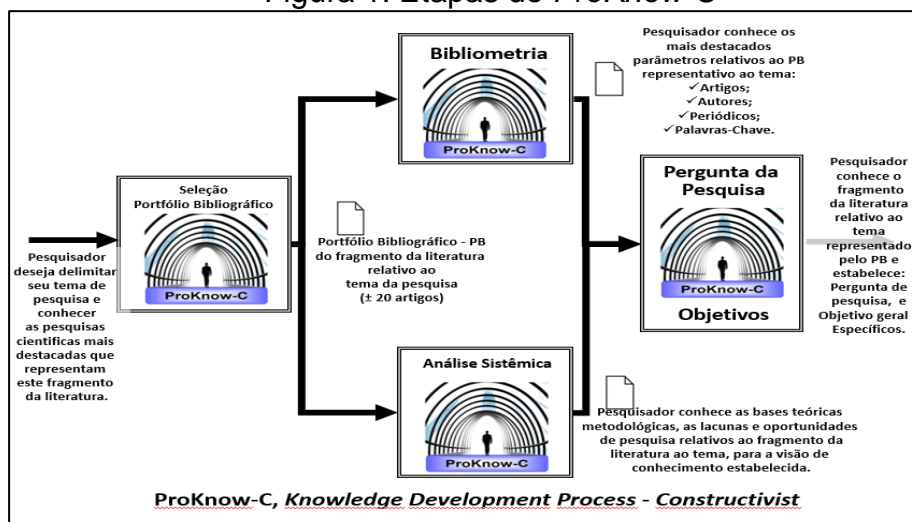 Figura 1: Etapas do ProKnow-C
Bibliometria
ProKnow-C
Pesquisador conhece os
mais destacados
parâmetros relativos ao PB
representativo ao tema:
✓Artigos;
✓Autores;
✓Periódicos;
✓Palavras-Chave.
Seleção
Portfólio Bibliográfico
ProKnow-C
Pesquisador
deseja delimitar
seu tema de
pesquisa e
conhecer
as pesquisas
cientificas mais
destacadas que
representam
este fragmento
da literatura.
Portfólio Bibliográfico - PB
do fragmento da literatura
relativo ao
tema da pesquisa
(± 20 artigos)
Pergunta da
Pesquisa
ProKnow-C
Objetivos
Pesquisador
conhece o
fragmento
da literatura
relativo ao
tema
representado
pelo PB e
estabelece:
Pergunta de
pesquisa, e
Objetivo geral
Específicos.
Análise Sistêmica
ProKnow-C
Pesquisador conhece as bases teóricas
metodológicas, as lacunas e oportunidades
de pesquisa relativos ao fragmento da
literatura ao tema, para a visão de
conhecimento estabelecida.
ProKnow-C, Knowledge Development Process - Constructivist